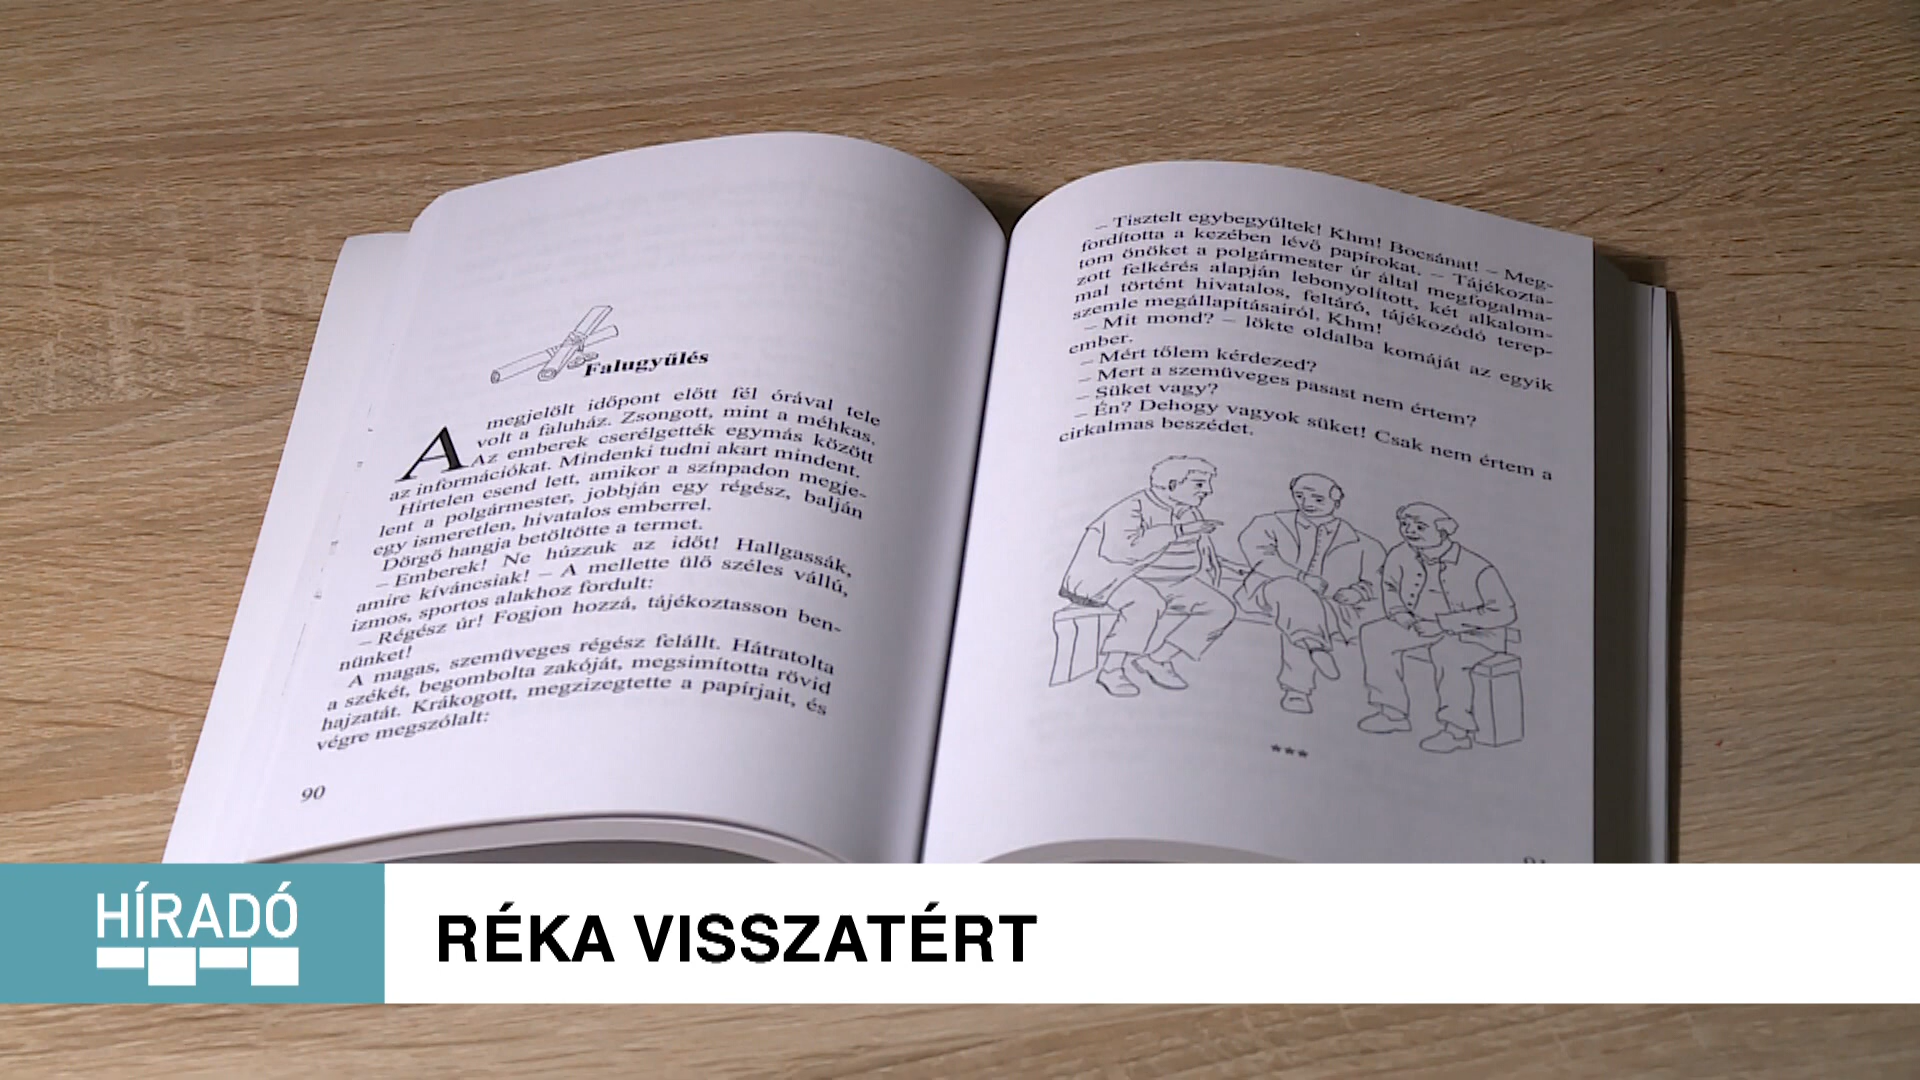 Falugyűlés
A megjelölt időpont előtt fél órával tele
volt a faluház. Zsongott, mint a méhkas.
Az emberek cserélgették egymás között
az információkat. Mindenki tudni akart mindent.
Hirtelen csend lett, amikor a színpadon megje-
lent a polgármester, jobbján egy régész, balján
egy ismeretlen, hivatalos emberrel.
Dörgő hangja betöltötte a termet.
– Emberek! Ne húzzuk az időt! Hallgassák,
amire kíváncsiak! – A mellette ülő széles vállú,
izmos, sportos alakhoz fordult:
– Régész úr! Fogjon hozzá, tájékoztasson ben-
nünket!
A magas, szemüveges régész felállt. Hátratolta
a székét, begombolta zakóját, megsimította rövid
hajzatát. Krákogott, megzizegtette a papírjait, és
végre megszólalt:
90
– Tisztelt egybegyűltek! Khm! Bocsánat! – Meg-
fordította a kezében lévő papírokat. – Tájékozta-
tom önöket a polgármester úr által megfogalma-
zott felkérés alapján lebonyolított, két alkalom-
mal történt hivatalos, feltáró, tájékozódó terep-
szemle megállapításairól. Khm!
– Mit mond? – lökte oldalba komáját az egyik
ember.
– Mért tőlem kérdezed?
– Mert a szemüveges pasast nem értem?
– Süket vagy?
– Én? Dehogy vagyok süket! Csak nem értem a
cirkalmas beszédet.
***
HÍRADÓ
RÉKA VISSZATÉRT